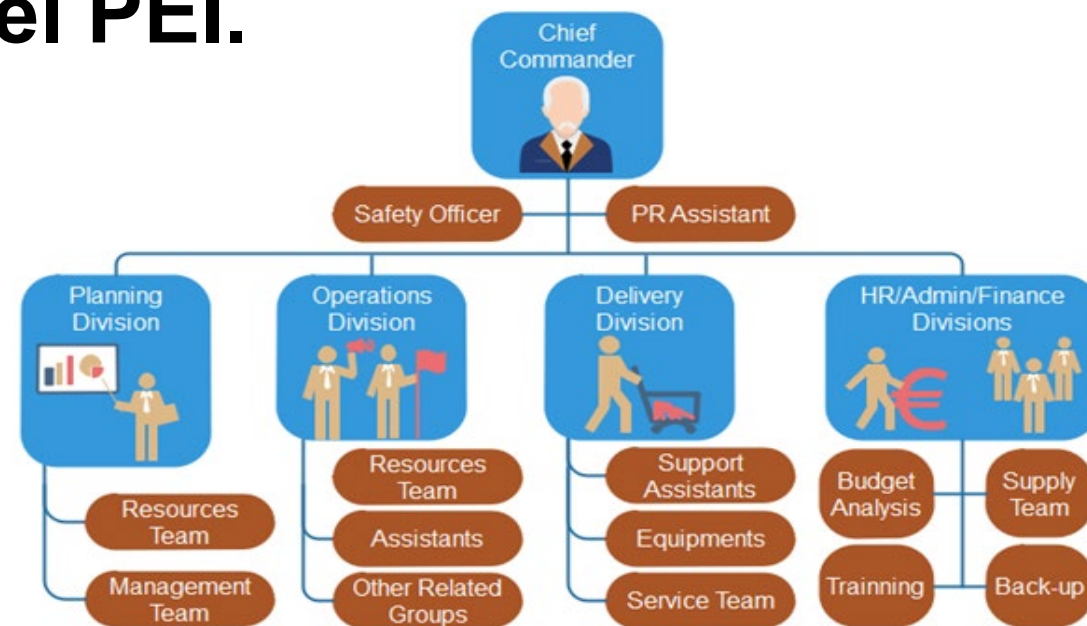 el PEI.
Chief
Commander
Safety Officer
PR Assistant
Planning
Division
Operations
Division
Delivery
Division
HR/Admin/Finance
Divisions
Resources
Team
Management
Team
Resources
Team
Assistants
Other Related
Groups
Support
Assistants
Equipments
Service Team
Budget
Analysis
Supply
Team
Trainning
Back-up